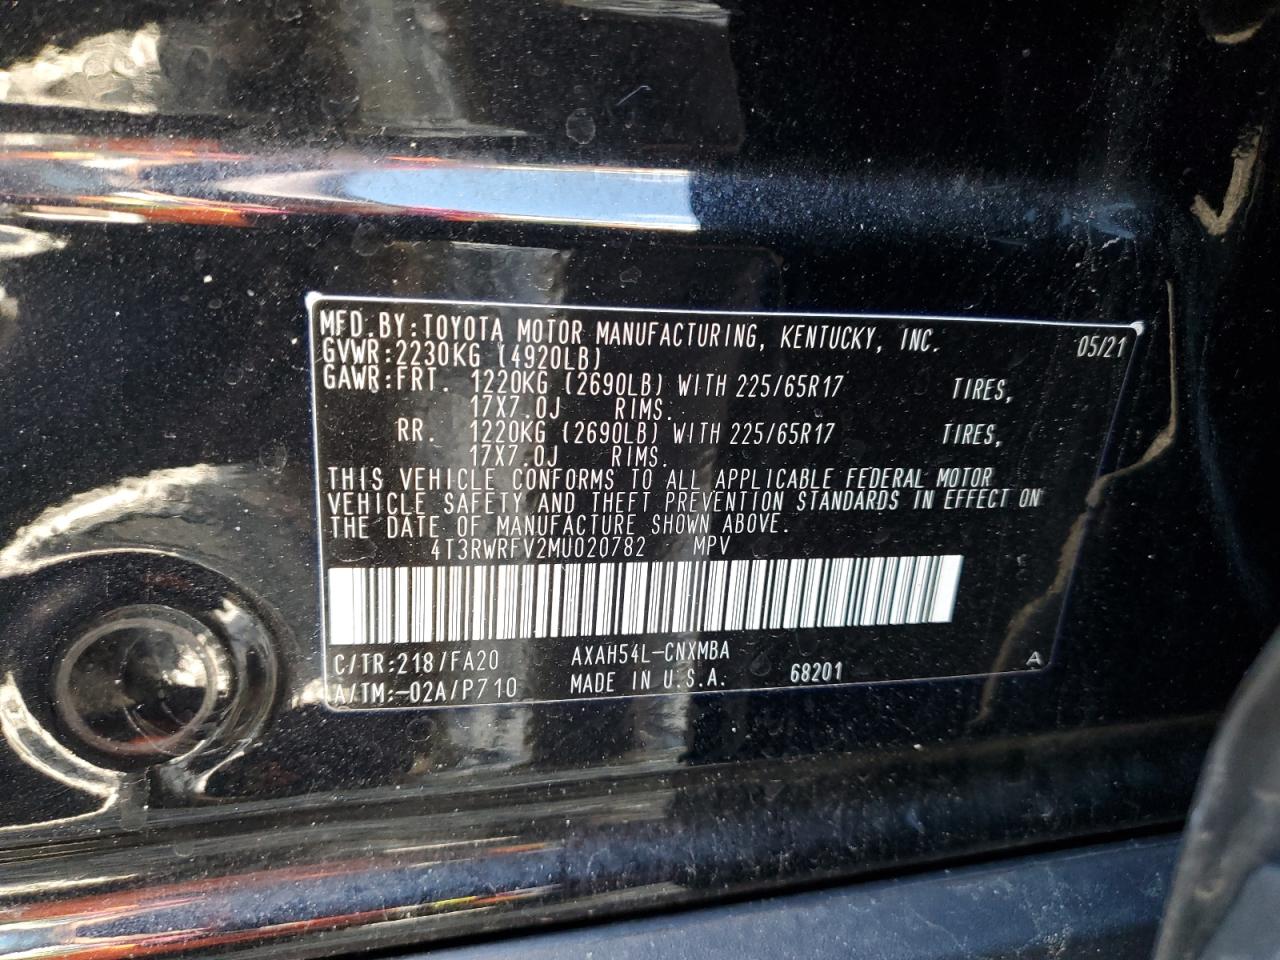 MFD.BY:TOYOTA MOTOR MANUFACTURING, KENTUCKY, INC. 05/21
GVWR:2230KG (4920LB)
GAWR:FRT. 1220KG (2690LB) WITH 225/65R17 TIRES,
17X7.0J RIMS.
RR. 1220KG (2690LB) WITH 225/65R17 TIRES,
17X7.0J RIMS.
THIS VEHICLE CONFORMS TO ALL APPLICABLE FEDERAL MOTOR
VEHICLE SAFETY AND THEFT PREVENTION STANDARDS IN EFFECT ON
THE DATE OF MANUFACTURE SHOWN ABOVE.
4T3RWRFV2MU020782 MPV
C/TR:218/FA20 AXAH54L-CNXMBA
A/TM:-02A/P710 MADE IN U.S.A. 68201 A